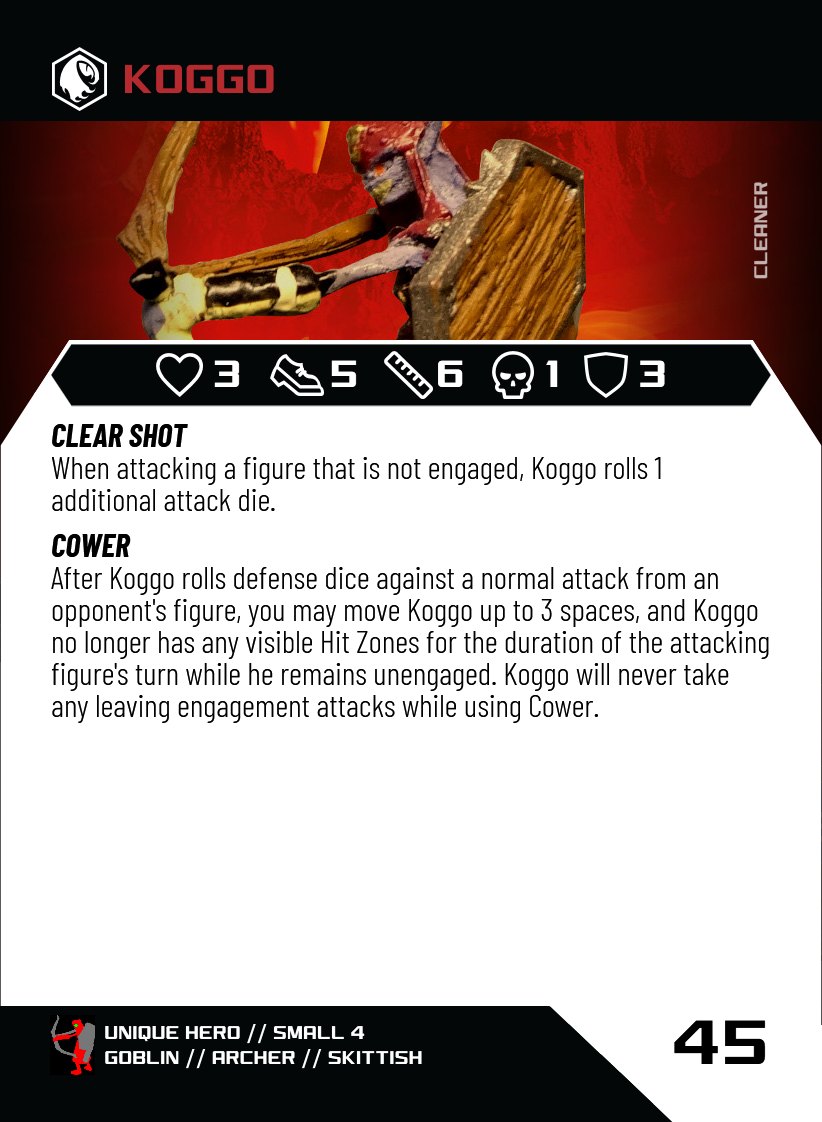 KOGGO
CLEANER
3 5 6 1 3
CLEAR SHOT
When attacking a figure that is not engaged, Koggo rolls 1
additional attack die.
COWER
After Koggo rolls defense dice against a normal attack from an
opponent's figure, you may move Koggo up to 3 spaces, and Koggo
no longer has any visible Hit Zones for the duration of the attacking
figure's turn while he remains unengaged. Koggo will never take
any leaving engagement attacks while using Cower.
UNIQUE HERO // SMALL 4
GOBLIN // ARCHER // SKITTISH
45